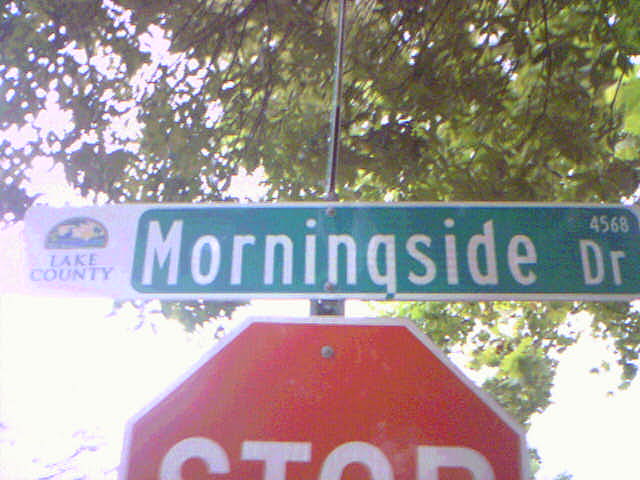 LAKE
COUNTY
Morningside Dr
4568
STOP